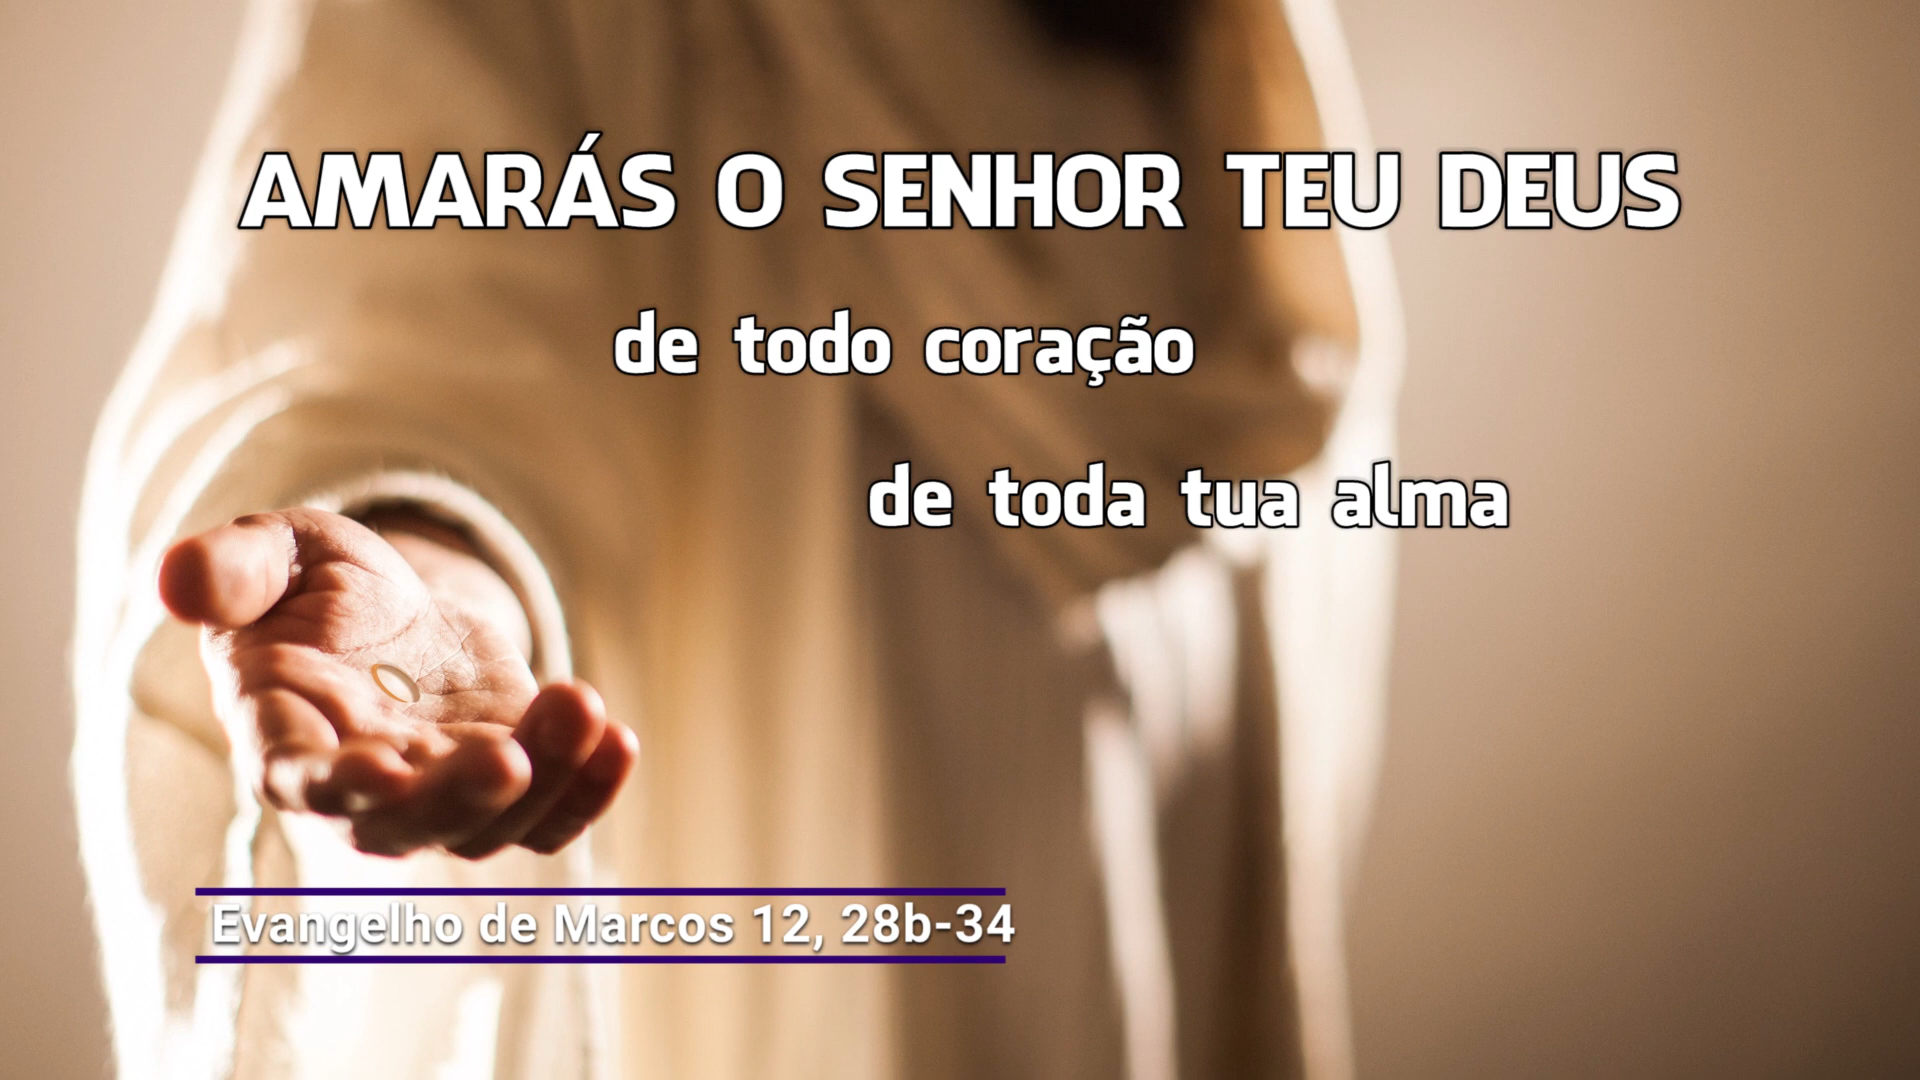 AMARÁS O SENHOR TEU DEUS
de todo coração
de toda tua alma
Evangelho de Marcos 12, 28b-34